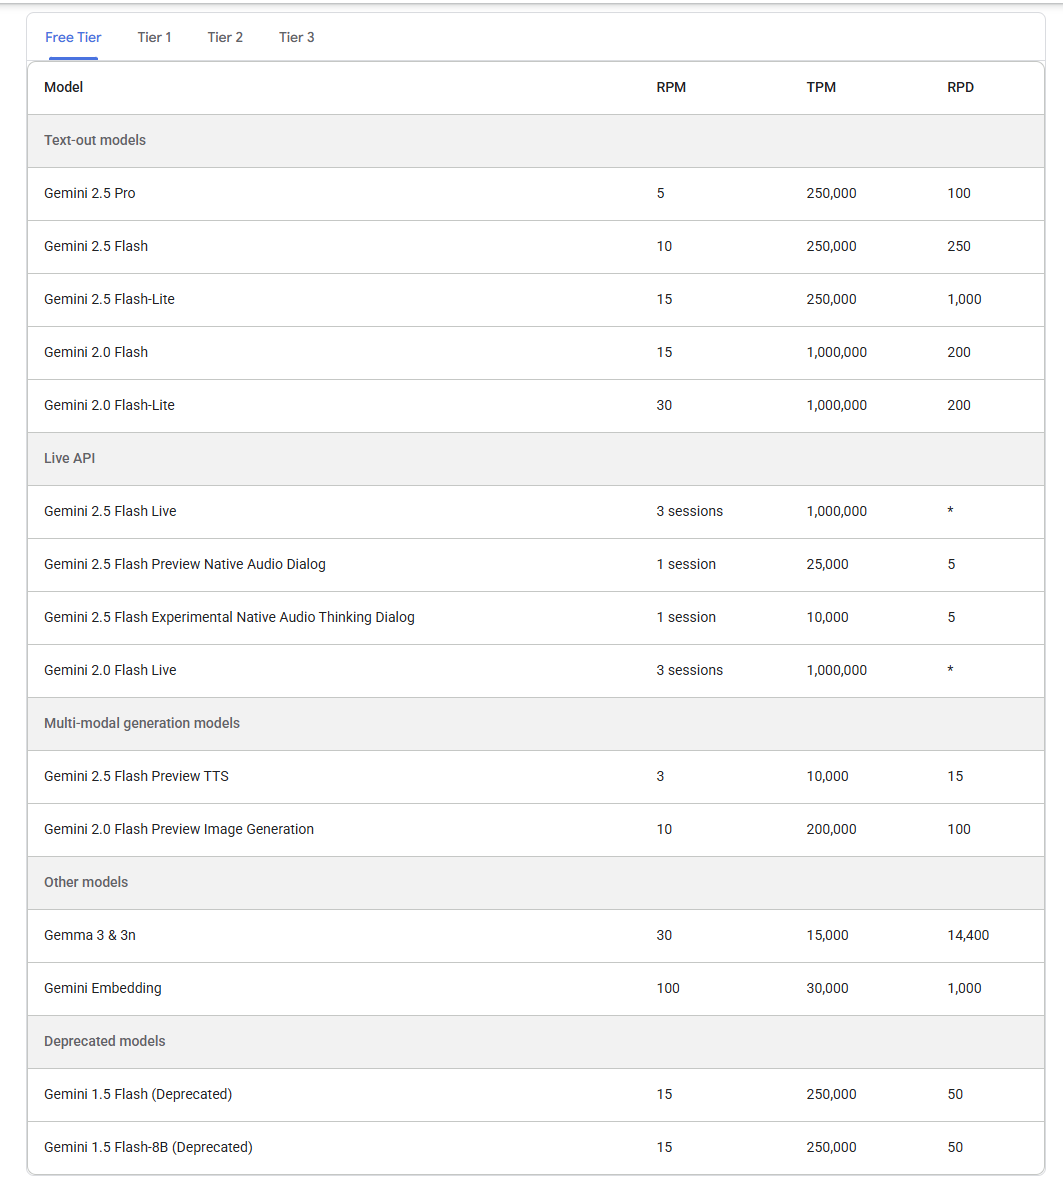 Free Tier Tier 1 Tier 2 Tier 3
Model RPM TPM RPD
Text-out models
Gemini 2.5 Pro 5 250,000 100
Gemini 2.5 Flash 10 250,000 250
Gemini 2.5 Flash-Lite 15 250,000 1,000
Gemini 2.0 Flash 15 1,000,000 200
Gemini 2.0 Flash-Lite 30 1,000,000 200
Live API
Gemini 2.5 Flash Live 3 sessions 1,000,000 *
Gemini 2.5 Flash Preview Native Audio Dialog 1 session 25,000 5
Gemini 2.5 Flash Experimental Native Audio Thinking Dialog 1 session 10,000 5
Gemini 2.0 Flash Live 3 sessions 1,000,000 *
Multi-modal generation models
Gemini 2.5 Flash Preview TTS 3 10,000 15
Gemini 2.0 Flash Preview Image Generation 10 200,000 100
Other models
Gemma 3 & 3n 30 15,000 14,400
Gemini Embedding 100 30,000 1,000
Deprecated models
Gemini 1.5 Flash (Deprecated) 15 250,000 50
Gemini 1.5 Flash-8B (Deprecated) 15 250,000 50